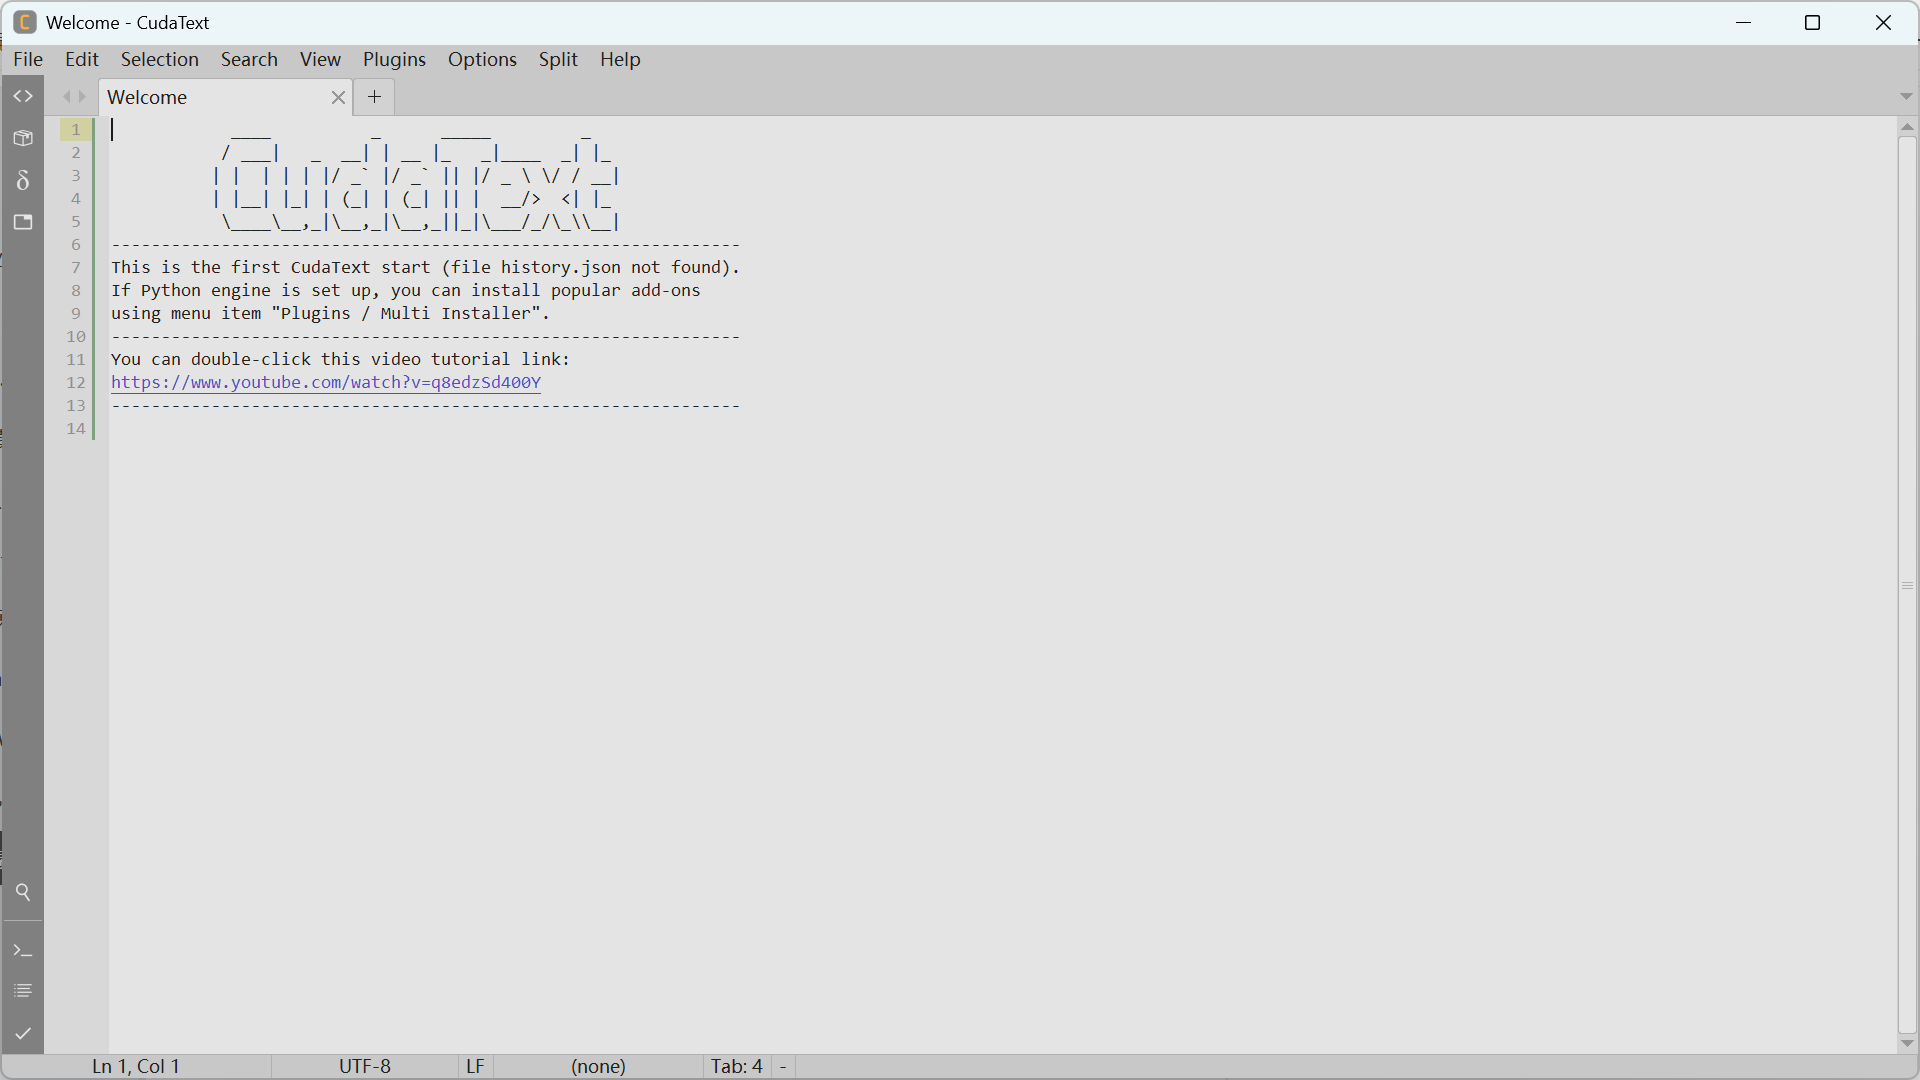 Welcome - CudaText
File Edit Selection Search View Plugins Options Split Help
Welcome
1             ____          _      _____         _
2            / ___|   _  __| | __ |_   _|____  _| |_
3           | |  | | | |/ _` |/ _` || |/ _ \ \/ / __|
4           | |__| |_| | (_| | (_| || |  __/>  <| |_
5            \____\__,_|\__,_|\__,_||_|\___/_/\_\\__|
6 ---------------------------------------------------------------
7 This is the first CudaText start (file history.json not found).
8 If Python engine is set up, you can install popular add-ons
9 using menu item "Plugins / Multi Installer".
10 ---------------------------------------------------------------
11 You can double-click this video tutorial link:
12 https://www.youtube.com/watch?v=q8edzSd400Y
13 ---------------------------------------------------------------
14
Ln 1, Col 1 UTF-8 LF (none) Tab: 4 -